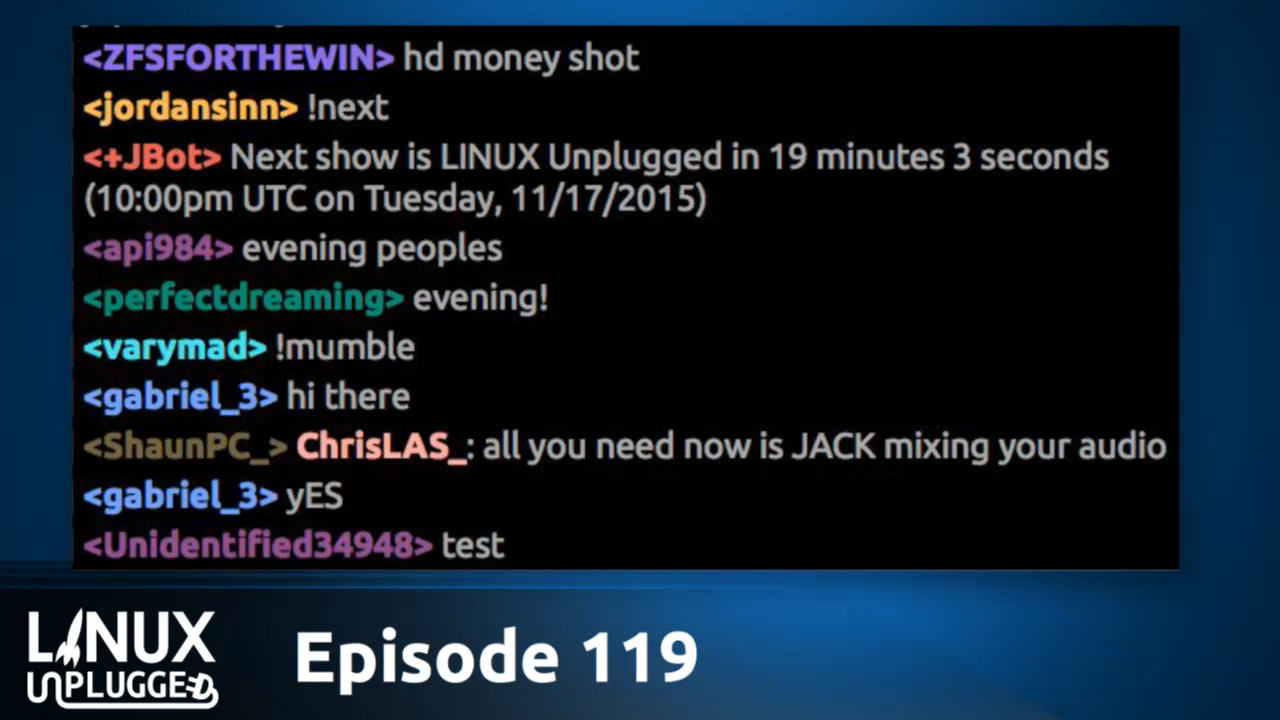 <ZFSFORTHEWIN> hd money shot
<jordansinn> !next
<+JBot> Next show is LINUX Unplugged in 19 minutes 3 seconds
(10:00pm UTC on Tuesday, 11/17/2015)
<api984> evening peoples
<perfectdreaming> evening!
<varymad> !mumble
<gabriel_3> hi there
<ShaunPC_> ChrisLAS_: all you need now is JACK mixing your audio
<gabriel_3> yES
<Unidentified34948> test
LINUX
UNPLUGGED
Episode 119